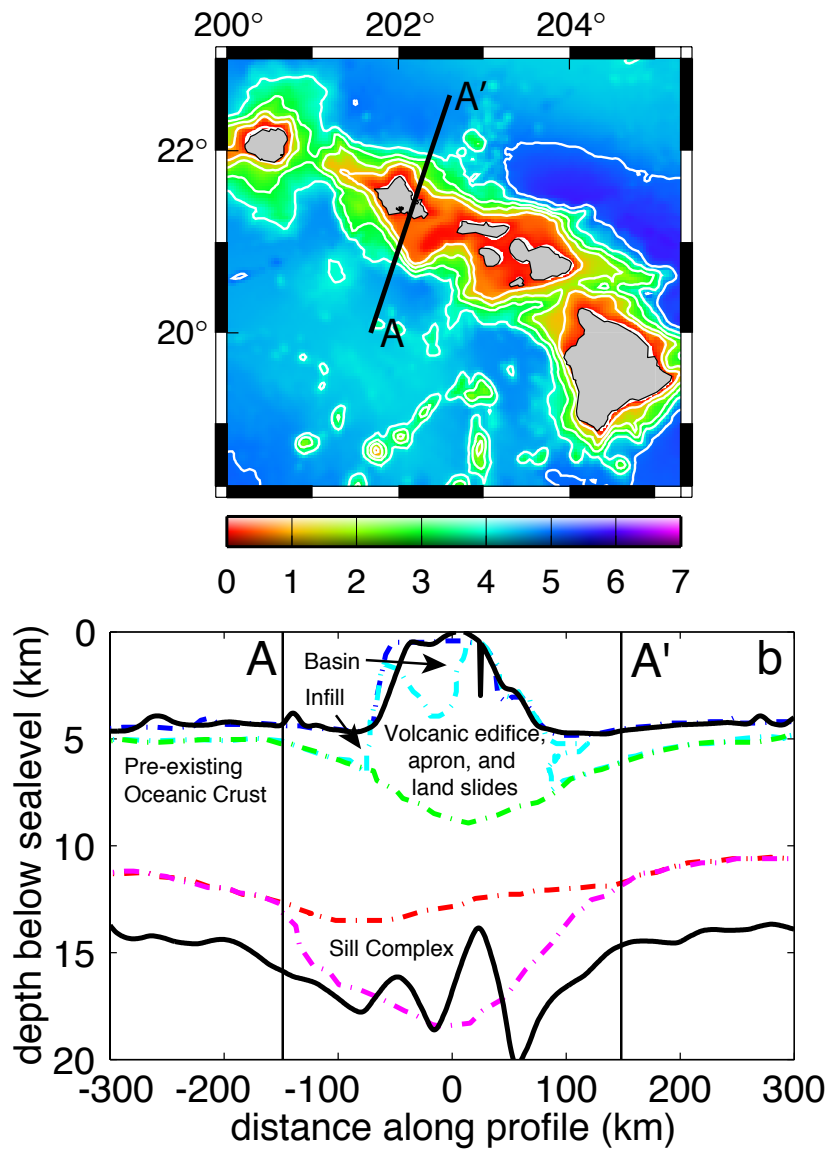 200° 202° 204°
A'
22°
20°
A
0 1 2 3 4 5 6 7
depth below sealevel (km)
0
5
10
15
20
A
A'
b
Basin
Infill
Volcanic edifice,
apron, and
land slides
Pre-existing
Oceanic Crust
Sill Complex
-300 -200 -100 0 100 200 300
distance along profile (km)